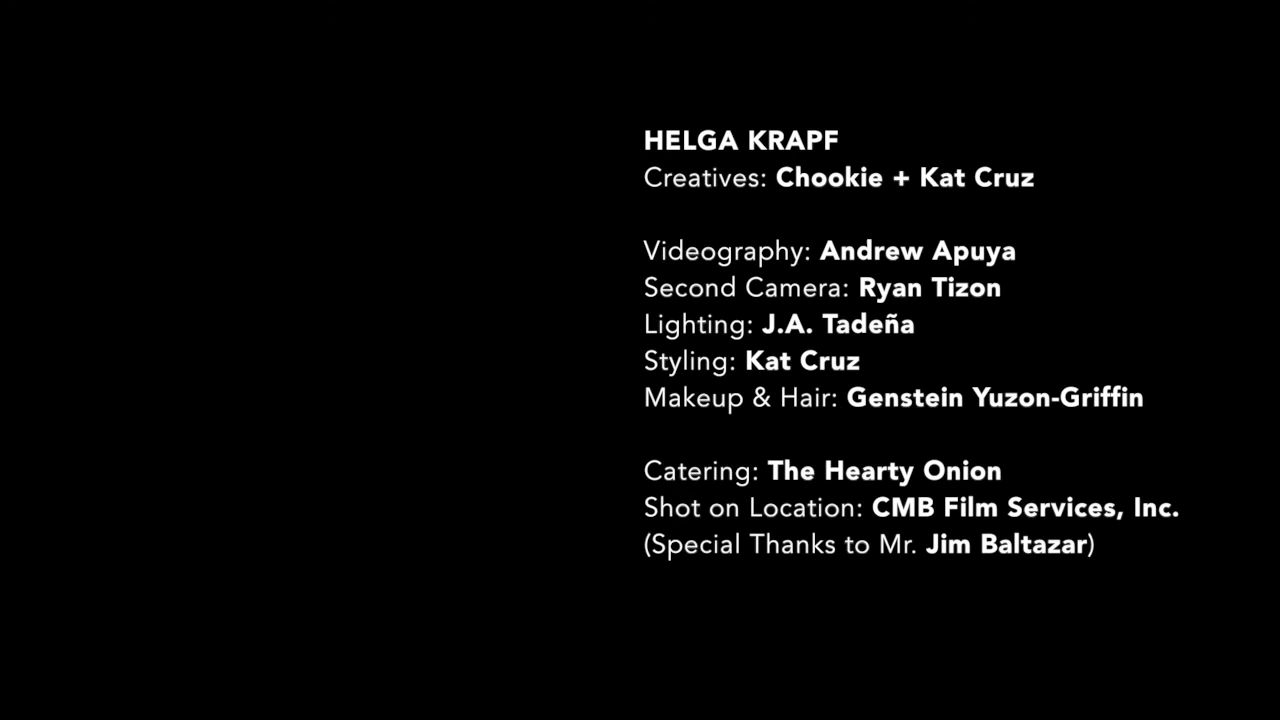 HELGA KRAPF
Creatives: Chookie + Kat Cruz
Videography: Andrew Apuya
Second Camera: Ryan Tizon
Lighting: J.A. Tadeña
Styling: Kat Cruz
Makeup & Hair: Genstein Yuzon-Griffin
Catering: The Hearty Onion
Shot on Location: CMB Film Services, Inc.
(Special Thanks to Mr. Jim Baltazar)